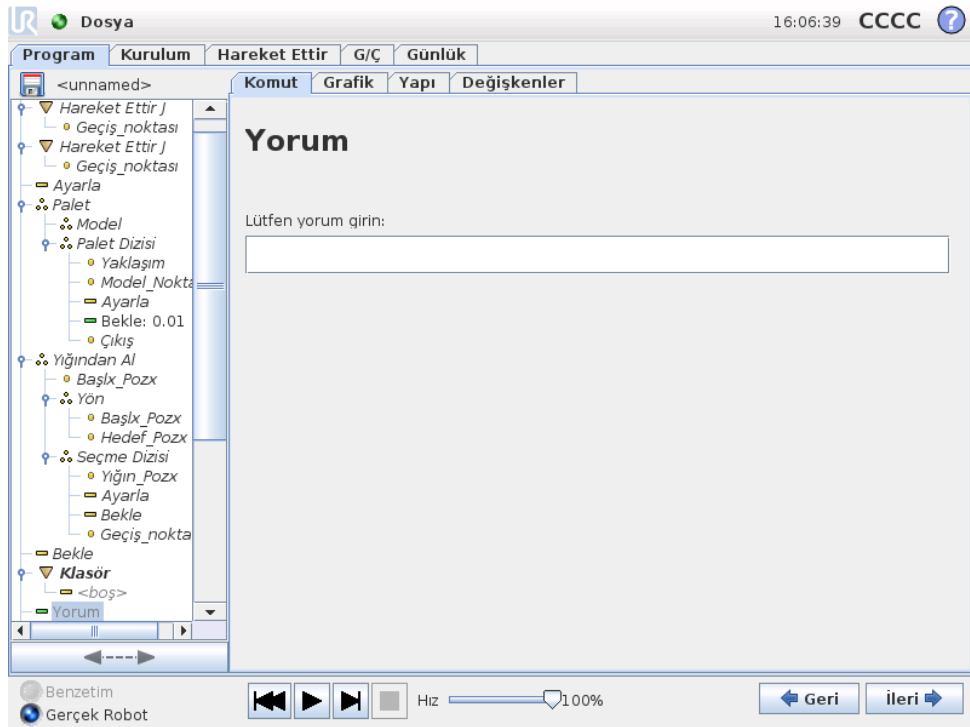 UR Dosya 16:06:39 CCCC ?
Program Kurulum Hareket Ettir G/Ç Günlük
<unnamed>
Komut Grafik Yapı Değişkenler
Hareket Ettir J
Geçiş_noktası
Hareket Ettir J
Geçiş_noktası
Ayarla
Palet
Model
Palet Dizisi
Yaklaşım
Model_Nokta
Ayarla
Bekle: 0.01
Çıkış
Yığından Al
Başlx_Pozx
Yön
Başlx_Pozx
Hedef_Pozx
Seçme Dizisi
Yığın_Pozx
Ayarla
Bekle
Geçiş_nokta
Bekle
Klasör
<boş>
Yorum
Yorum
Lütfen yorum girin:
Benzetim
Gerçek Robot
Hız 100%
Geri İleri